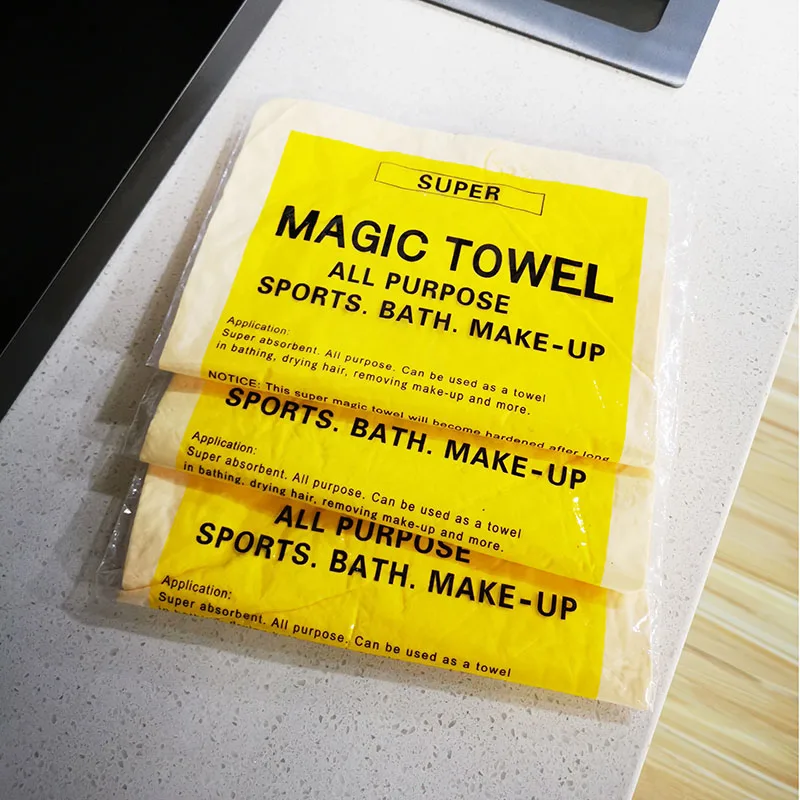 SUPER
MAGIC TOWEL
ALL PURPOSE
SPORTS. BATH. MAKE-UP
Application:
Super absorbent. All purpose. Can be used as a towel
in bathing, drying hair, removing make-up and more.
NOTICE: This super magic towel will become hardened after long
SPORTS. BATH. MAKE-UP
Application:
Super absorbent. All purpose. Can be used as a towel
in bathing, drying hair, removing make-up and more.
ALL PURPOSE
SPORTS. BATH. MAKE-UP
Application:
Super absorbent. All purpose. Can be used as a towel